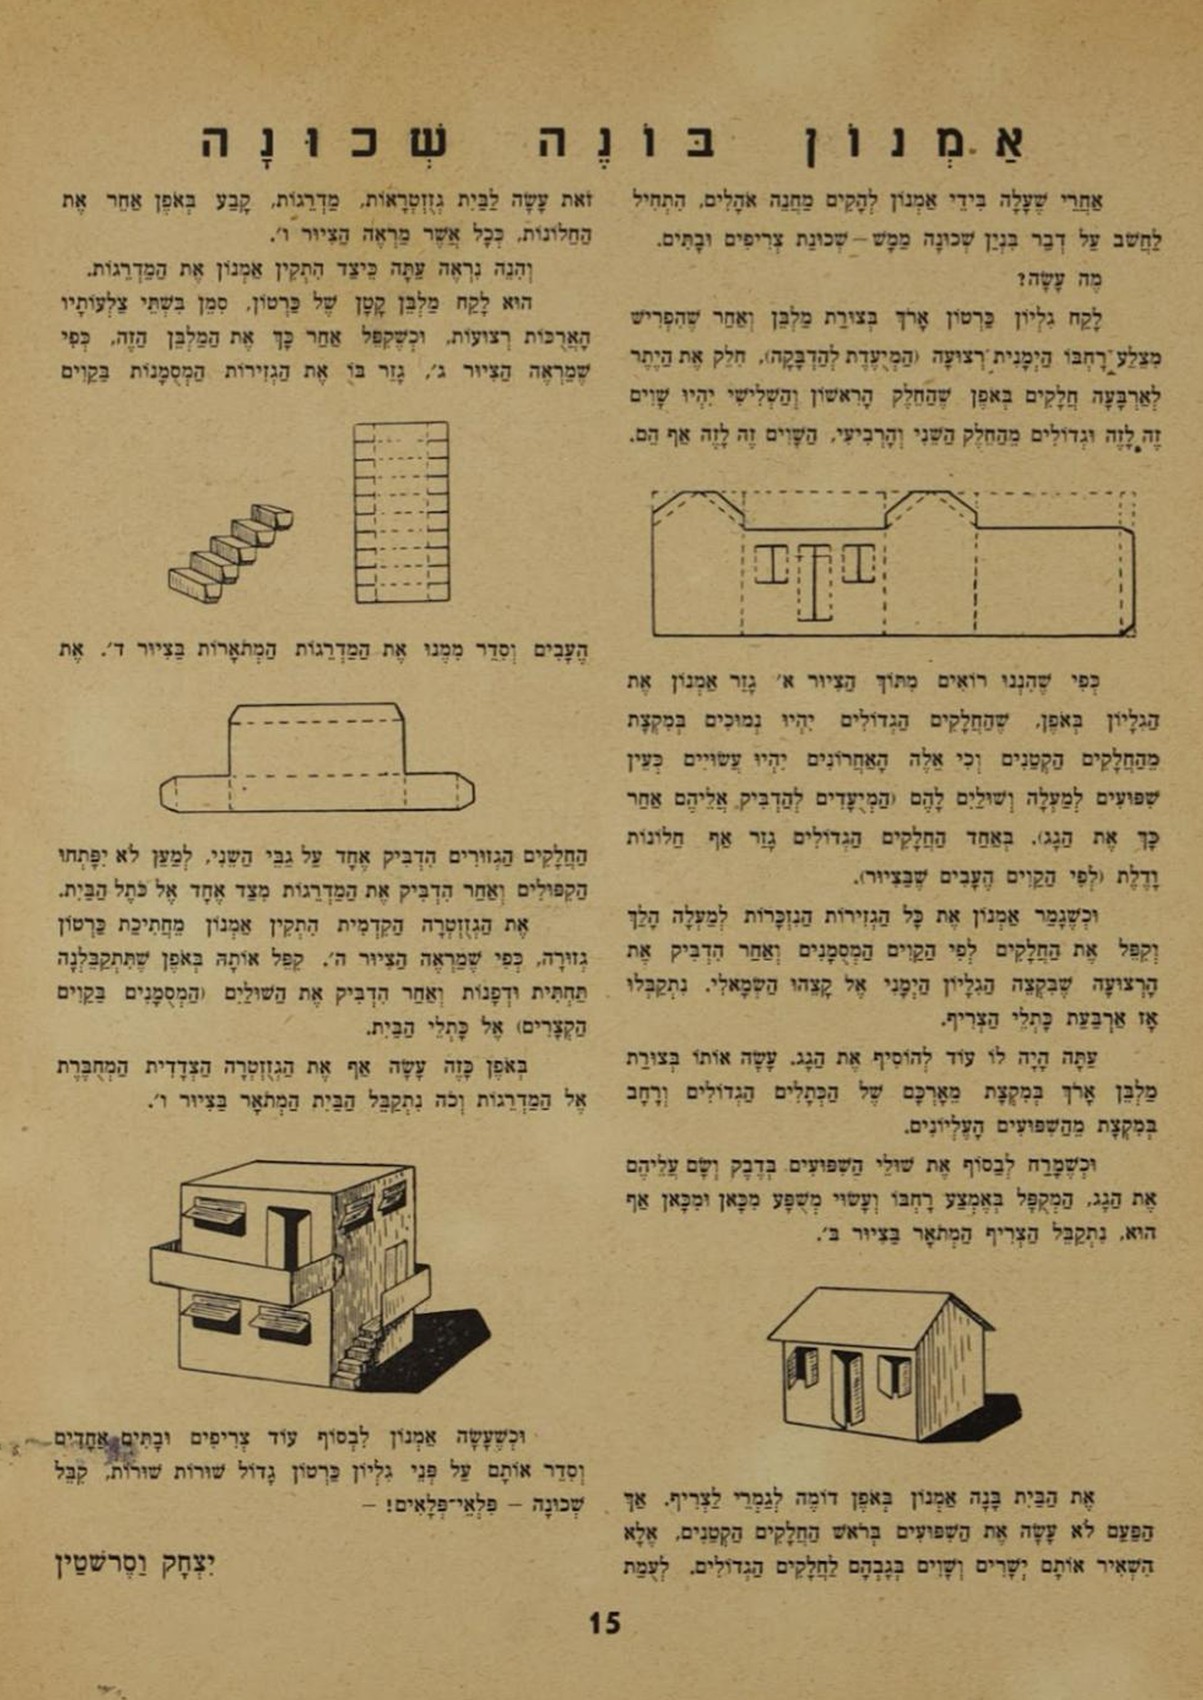 אַמְנוֹן בּוֹנֶה שְׁכוּנָה
אַחֲרֵי שֶׁעָלָה בִּידֵי אַמְנוֹן לְהָקִים מַחֲנֵה אֹהָלִים, הִתְחִיל
לַחֲשֹׁב עַל דְּבַר בִּנְיַן שְׁכוּנָה מַמָּשׁ – שְׁכוּנַת צְרִיפִים וּבָתִּים.
מֶה עָשָׂה?
לָקַח גִּלְיוֹן קַרְטוֹן אָרֹךְ בְּצוּרַת מַלְבֵּן וְאַחַר שֶׁהִפְרִישׁ
מִצֶּלַע רָחְבּוֹ הַיְמָנִית רְצוּעָה (הַמְיֻעֶדֶת לְהַדְבָּקָה), חִלֵּק אֶת הַיֶּתֶר
לְאַרְבָּעָה חֲלָקִים בְּאֹפֶן שֶׁהַחֵלֶק הָרִאשׁוֹן וְהַשְּׁלִישִׁי יִהְיוּ שָׁוִים
זֶה לָזֶה וּגְדוֹלִים מֵהַחֵלֶק הַשֵּׁנִי וְהָרְבִיעִי, הַשָּׁוִים זֶה לָזֶה אַף הֵם.
כְּפִי שֶׁהִנְנוּ רוֹאִים מִתּוֹךְ הַצִּיּוּר א׳ גָּזַר אַמְנוֹן אֶת
הַגִּלָּיוֹן בְּאֹפֶן, שֶׁהַחֲלָקִים הַגְּדוֹלִים יִהְיוּ נְמוּכִים בְּמִקְצָת
מֵהַחֲלָקִים הַקְּטַנִּים וְכִי אֵלֶּה הָאַחֲרוֹנִים יִהְיוּ עֲשׂוּיִים כְּעֵין
שִׁפּוּעִים לְמַעְלָה וְשׁוּלַיִם לָהֶם (הַמְיֻעָדִים לְהַדְבִּיק אֲלֵיהֶם אַחַר
כָּךְ אֶת הַגָּג). בְּאַחַד הַחֲלָקִים הַגְּדוֹלִים גָּזַר אַף חַלּוֹנוֹת
וָדֶלֶת (לְפִי הַקַּוִּים הָעָבִים שֶׁבַּצִּיּוּר).
וּכְשֶׁגָּמַר אַמְנוֹן אֶת כָּל הַגְּזִירוֹת הַנִּזְכָּרוֹת לְמַעְלָה הָלַךְ
וְקִפֵּל אֶת הַחֲלָקִים לְפִי הַקַּוִּים הַמְסֻמָּנִים וְאַחַר הִדְבִּיק אֶת
הָרְצוּעָה שֶׁבִּקְצֵה הַגִּלָּיוֹן הַיְמָנִי אֶל קָצֵהוּ הַשְּׂמָאלִי. נִתְקַבְּלוּ
אָז אַרְבַּעַת כָּתְלֵי הַצְּרִיף.
עַתָּה הָיָה לוֹ עוֹד לְהוֹסִיף אֶת הַגָּג. עָשָׂה אוֹתוֹ בְּצוּרַת
מַלְבֵּן אָרֹךְ בְּמִקְצָת מֵאָרְכָּם שֶׁל הַכְּתָלִים הַגְּדוֹלִים וְרָחָב
בְּמִקְצָת מֵהַשִּׁפּוּעִים הָעֶלְיוֹנִים.
וּכְשֶׁמָּרַח לְבַסּוֹף אֶת שׁוּלֵי הַשִּׁפּוּעִים בְּדֶבֶק וְשָׂם עֲלֵיהֶם
אֶת הַגָּג, הַמְקֻפָּל בְּאֶמְצַע רָחְבּוֹ וְעָשׂוּי מְשֻׁפָּע מִכָּאן וּמִכָּאן אַף
הוּא, נִתְקַבֵּל הַצְּרִיף הַמְתֹאָר בַּצִּיּוּר ב׳.
אֶת הַבַּיִת בָּנָה אַמְנוֹן בְּאֹפֶן דּוֹמֶה לְגַמְרֵי לַצְּרִיף. אַךְ
הַפַּעַם לֹא עָשָׂה אֶת הַשִּׁפּוּעִים בְּרֹאשׁ הַחֲלָקִים הַקְּטַנִּים, אֶלָּא
הִשְׁאִיר אוֹתָם יְשָׁרִים וְשָׁוִים בְּגָבְהָם לַחֲלָקִים הַגְּדוֹלִים. לְעֻמַּת
זֹאת עָשָׂה לַבַּיִת גְּזֻזְטְרָאוֹת, מַדְרֵגוֹת, קָבַע בְּאֹפֶן אַחֵר אֶת
הַחַלּוֹנוֹת, כְּכָל אֲשֶׁר מַרְאֶה הַצִּיּוּר ו׳.
וְהִנֵּה נִרְאֶה עַתָּה כֵּיצַד הִתְקִין אַמְנוֹן אֶת הַמַּדְרֵגוֹת.
הוּא לָקַח מַלְבֵּן קָטָן שֶׁל קַרְטוֹן, סִמֵּן בִּשְׁתֵּי צַלְעוֹתָיו
הָאֲרֻכּוֹת רְצוּעוֹת, וּכְשֶׁקִּפֵּל אַחַר כָּךְ אֶת הַמַּלְבֵּן הַזֶּה, כְּפִי
שֶׁמַּרְאֶה הַצִּיּוּר ג׳, גָּזַר בּוֹ אֶת הַגְּזִירוֹת הַמְסֻמָּנוֹת בַּקַּוִּים
הָעָבִים וְסִדֵּר מִמֶּנּוּ אֶת הַמַּדְרֵגוֹת הַמְתֹאָרוֹת בַּצִּיּוּר ד׳. אֶת
הַחֲלָקִים הַגְּזוּרִים הִדְבִּיק אֶחָד עַל גַּבֵּי הַשֵּׁנִי, לְמַעַן לֹא יִפָּתְחוּ
הַקִּפּוּלִים וְאַחַר הִדְבִּיק אֶת הַמַּדְרֵגוֹת מִצַּד אֶחָד אֶל כֹּתֶל הַבַּיִת.
אֶת הַגְּזֻזְטְרָה הַקִּדְמִית הִתְקִין אַמְנוֹן מֵחֲתִיכַת קַרְטוֹן
גְּזוּרָה, כְּפִי שֶׁמַּרְאֶה הַצִּיּוּר ה׳. קִפֵּל אוֹתָהּ בְּאֹפֶן שֶׁתִּתְקַבֵּלְנָה
תַּחְתִּית וּדְפָנוֹת וְאַחַר הִדְבִּיק אֶת הַשּׁוּלַיִם (הַמְסֻמָּנִים בַּקַּוִּים
הַקְּצָרִים) אֶל כָּתְלֵי הַבַּיִת.
בְּאֹפֶן כָּזֶה עָשָׂה אַף אֶת הַגְּזֻזְטְרָה הַצְּדָדִית הַמְחֻבֶּרֶת
אֶל הַמַּדְרֵגוֹת וְכֹה נִתְקַבֵּל הַבַּיִת הַמְתֹאָר בַּצִּיּוּר ו׳.
וּכְשֶׁעָשָׂה אַמְנוֹן לִבְסוֹף עוֹד צְרִיפִים וּבָתִּים אֲחָדִים
וְסִדֵּר אוֹתָם עַל פְּנֵי גִּלְיוֹן קַרְטוֹן גָּדוֹל שׁוּרוֹת שׁוּרוֹת, קִבֵּל
שְׁכוּנָה – פִּלְאֵי־פְּלָאִים! –
יִצְחָק וַסֶרשְׁטֵין
15